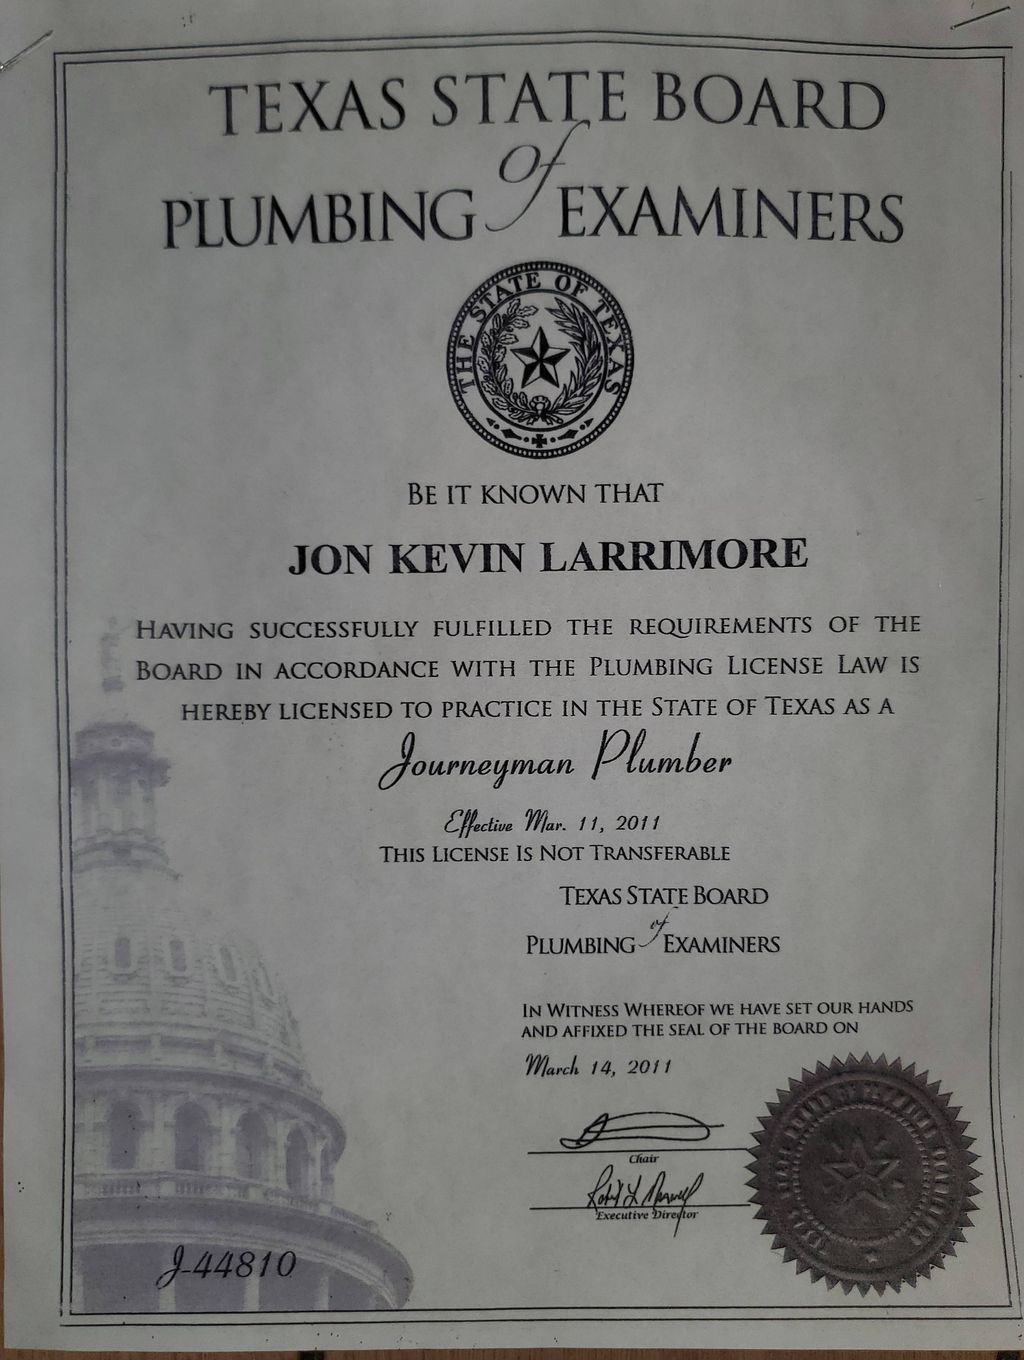 TEXAS STATE BOARD
of
PLUMBING EXAMINERS
THE STATE OF TEXAS
BE IT KNOWN THAT
JON KEVIN LARRIMORE
HAVING SUCCESSFULLY FULFILLED THE REQUIREMENTS OF THE
BOARD IN ACCORDANCE WITH THE PLUMBING LICENSE LAW IS
HEREBY LICENSED TO PRACTICE IN THE STATE OF TEXAS AS A
Journeyman Plumber
Effective Mar. 11, 2011
THIS LICENSE IS NOT TRANSFERABLE
TEXAS STATE BOARD
of
PLUMBING EXAMINERS
IN WITNESS WHEREOF WE HAVE SET OUR HANDS
AND AFFIXED THE SEAL OF THE BOARD ON
March 14, 2011
Chair
Executive Director
J-44810